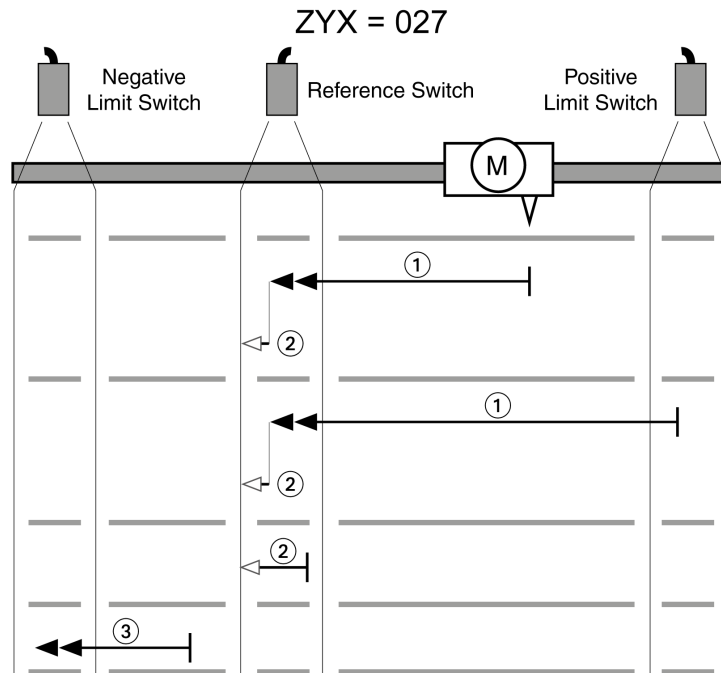 ZYX = 027
Negative
Limit Switch
Reference Switch
Positive
Limit Switch
M
1
2
1
2
2
3